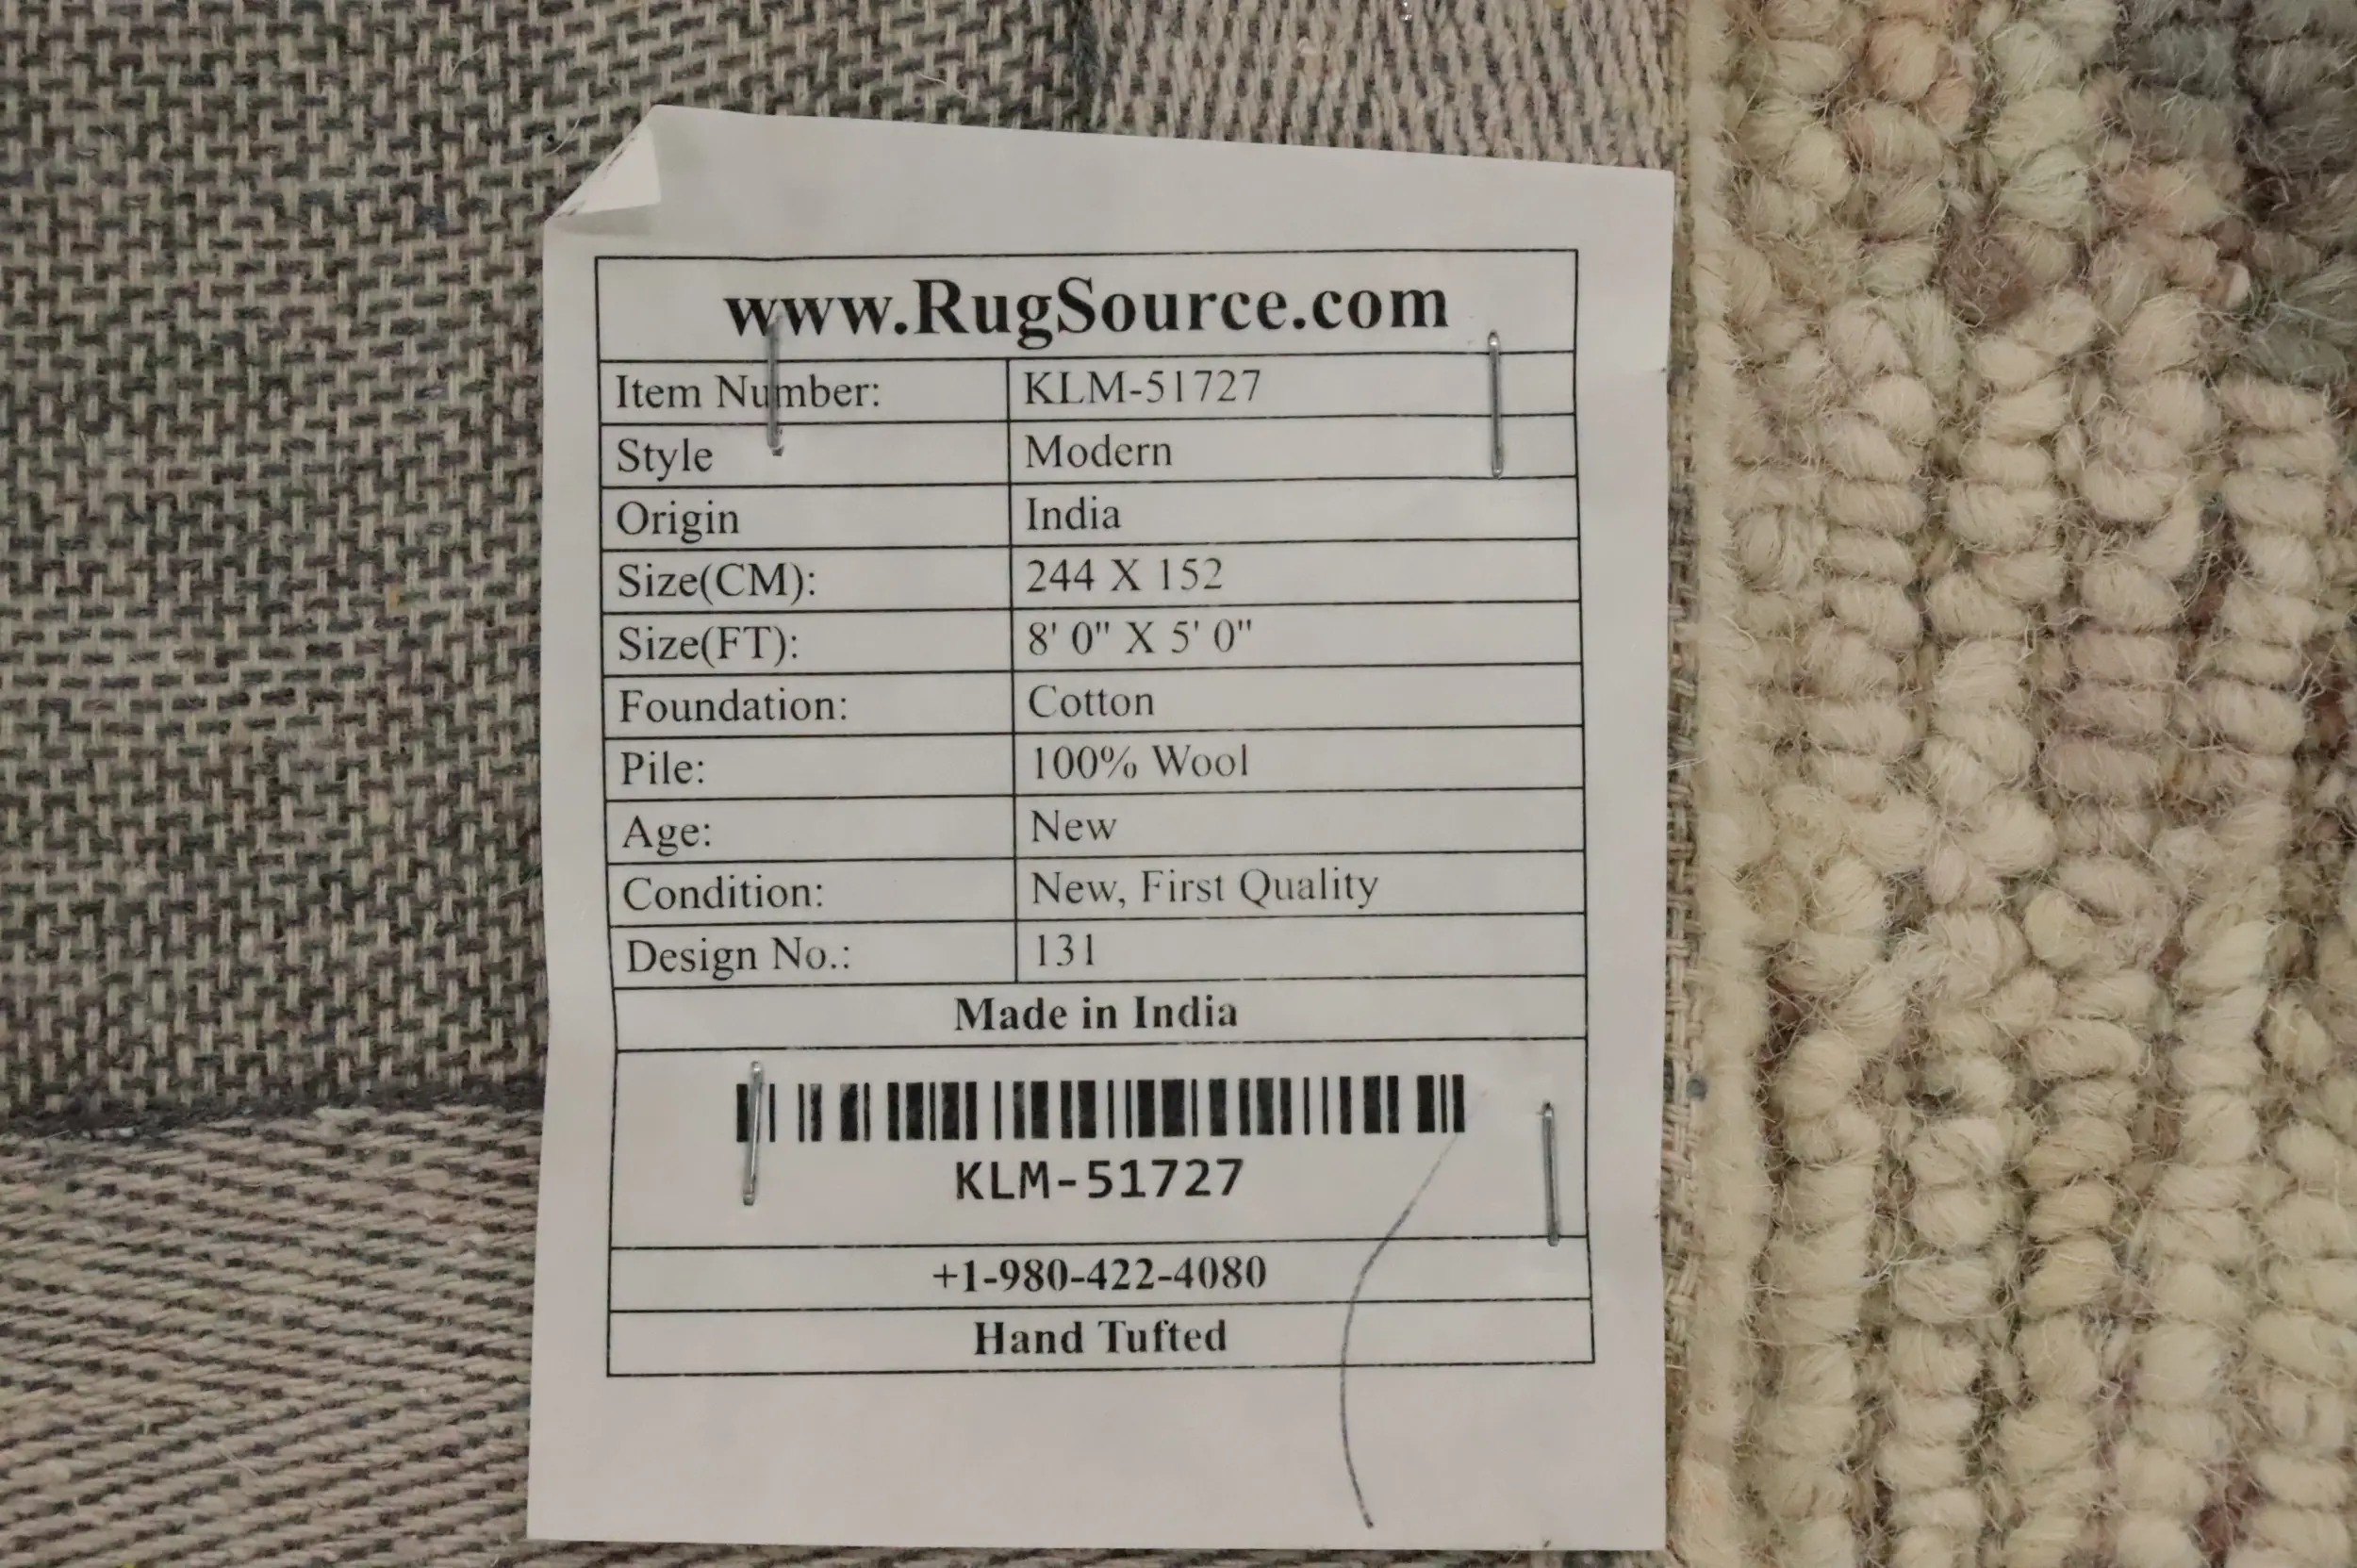 www.RugSource.com
Item Number: KLM-51727
Style Modern
Origin India
Size(CM): 244 X 152
Size(FT): 8' 0" X 5' 0"
Foundation: Cotton
Pile: 100% Wool
Age: New
Condition: New, First Quality
Design No.: 131
Made in India
KLM-51727
+1-980-422-4080
Hand Tufted